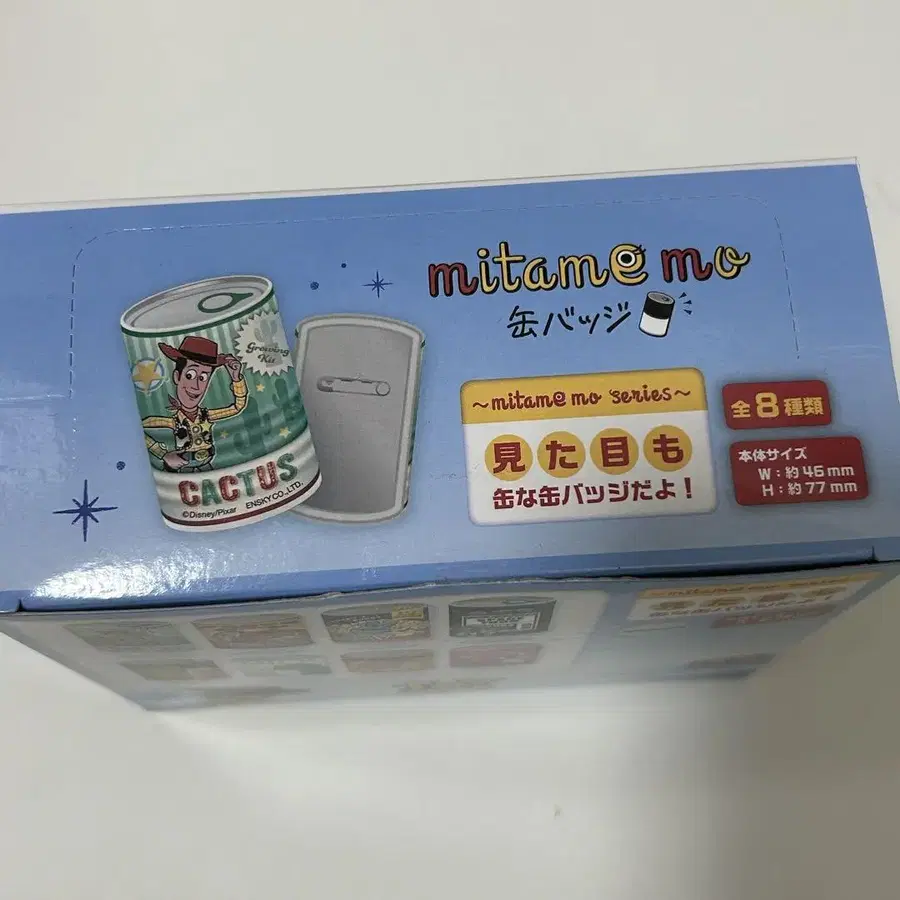 mitame mo
缶バッジ
Growing
Kit
CACTUS
©Disney/Pixar ENSKY CO.,LTD.
～mitame mo series～
見た目も
缶な缶バッジだよ！
全8種類
本体サイズ
W：約46mm
H：約77mm